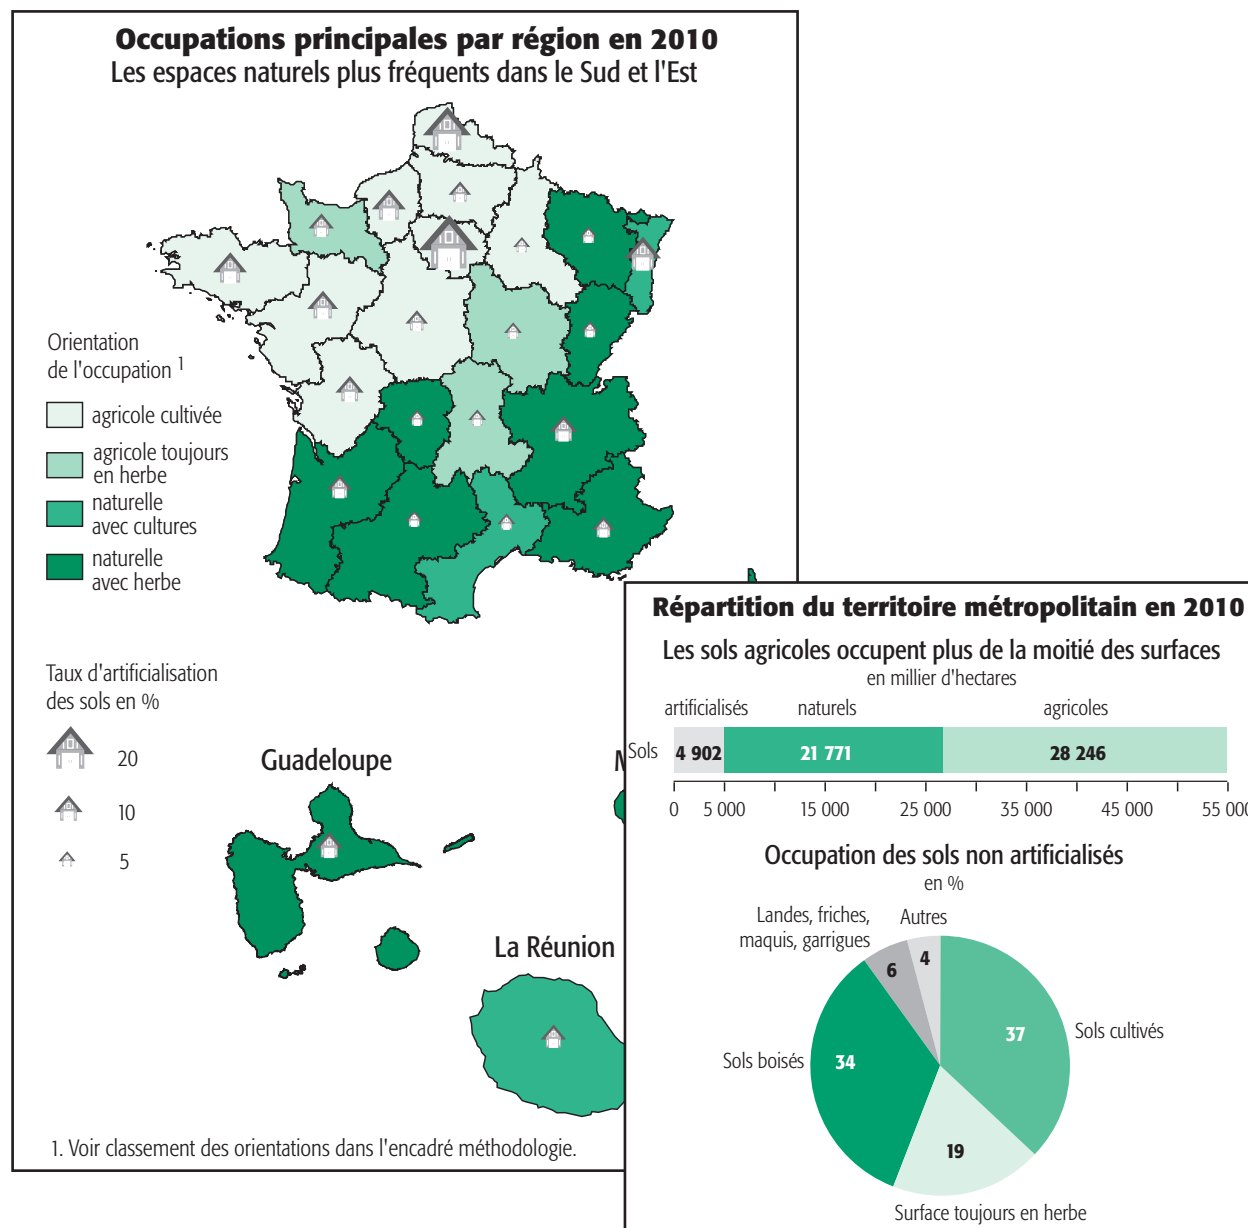 Occupations principales par région en 2010
Les espaces naturels plus fréquents dans le Sud et l'Est
Orientation
de l'occupation 1
agricole cultivée
agricole toujours
en herbe
naturelle
avec cultures
naturelle
avec herbe
Taux d'artificialisation
des sols en %
20
10
5
Guadeloupe
La Réunion
1. Voir classement des orientations dans l'encadré méthodologie.
Répartition du territoire métropolitain en 2010
Les sols agricoles occupent plus de la moitié des surfaces
en millier d'hectares
artificialisés naturels agricoles
Sols 4 902 21 771 28 246
0 5 000 15 000 25 000 35 000 45 000 55 000
Occupation des sols non artificialisés
en %
Landes, friches,
maquis, garrigues
Autres
6
4
37
Sols cultivés
Sols boisés
34
19
Surface toujours en herbe